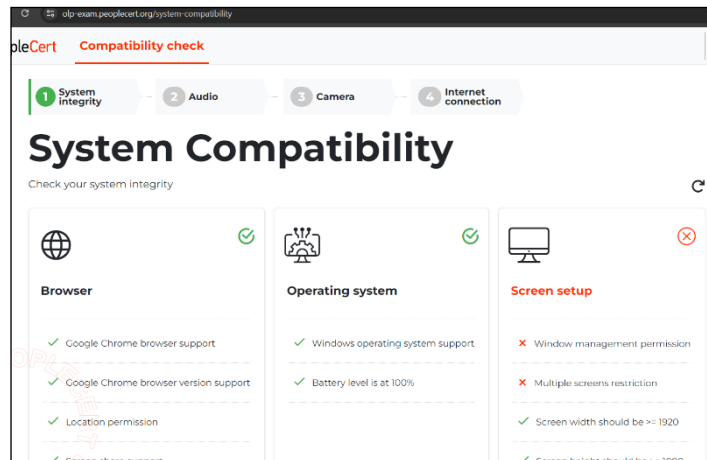 olp-exam.peoplecert.org/system-compatibility
pleCert Compatibility check
1 System integrity
2 Audio
3 Camera
4 Internet connection
System Compatibility
Check your system integrity
Browser
Google Chrome browser support
Google Chrome browser version support
Location permission
Screen share support
Operating system
Windows operating system support
Battery level is at 100%
Screen setup
Window management permission
Multiple screens restriction
Screen width should be >= 1920